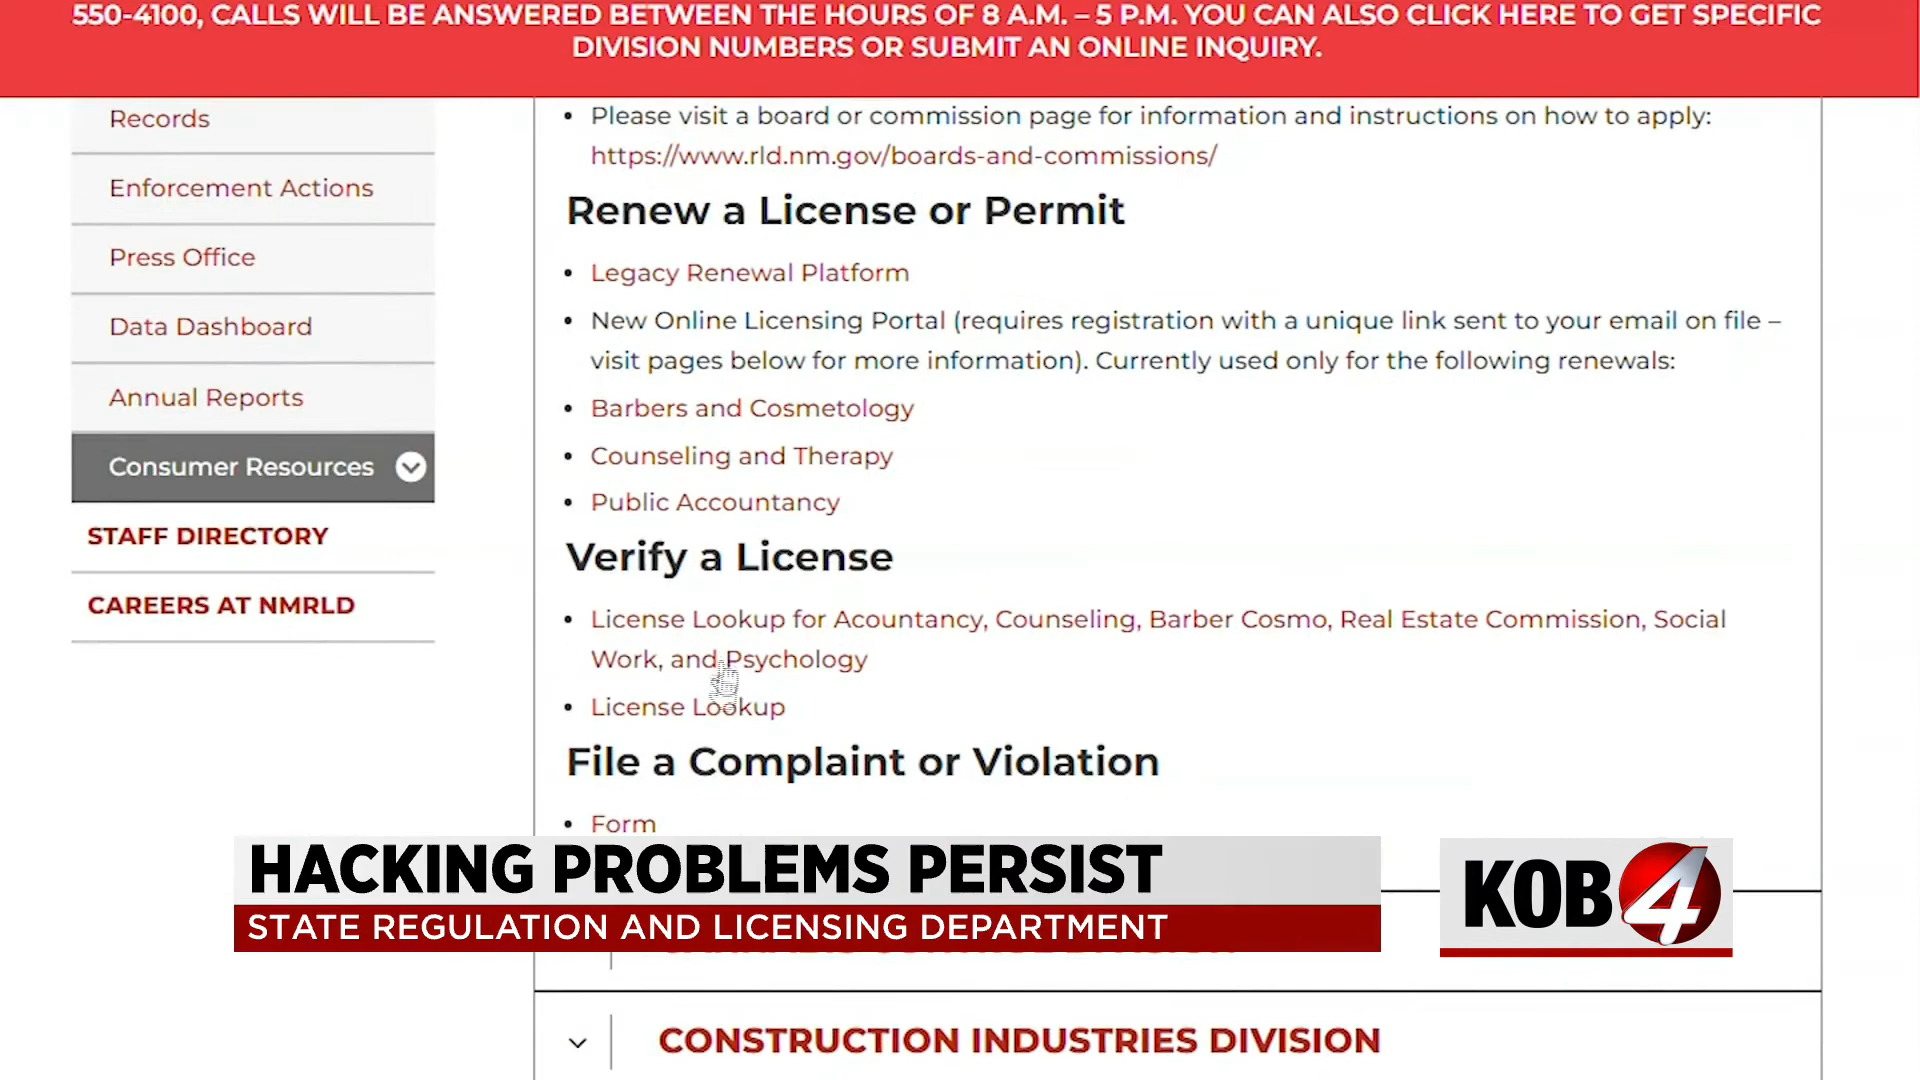 550-4100, CALLS WILL BE ANSWERED BETWEEN THE HOURS OF 8 A.M. – 5 P.M. YOU CAN ALSO CLICK HERE TO GET SPECIFIC
DIVISION NUMBERS OR SUBMIT AN ONLINE INQUIRY.
Records
Enforcement Actions
Press Office
Data Dashboard
Annual Reports
Consumer Resources
STAFF DIRECTORY
CAREERS AT NMRLD
• Please visit a board or commission page for information and instructions on how to apply:
https://www.rld.nm.gov/boards-and-commissions/
Renew a License or Permit
• Legacy Renewal Platform
• New Online Licensing Portal (requires registration with a unique link sent to your email on file –
visit pages below for more information). Currently used only for the following renewals:
• Barbers and Cosmetology
• Counseling and Therapy
• Public Accountancy
Verify a License
• License Lookup for Acountancy, Counseling, Barber Cosmo, Real Estate Commission, Social
Work, and Psychology
• License Lookup
File a Complaint or Violation
• Form
HACKING PROBLEMS PERSIST
STATE REGULATION AND LICENSING DEPARTMENT
KOB 4
CONSTRUCTION INDUSTRIES DIVISION